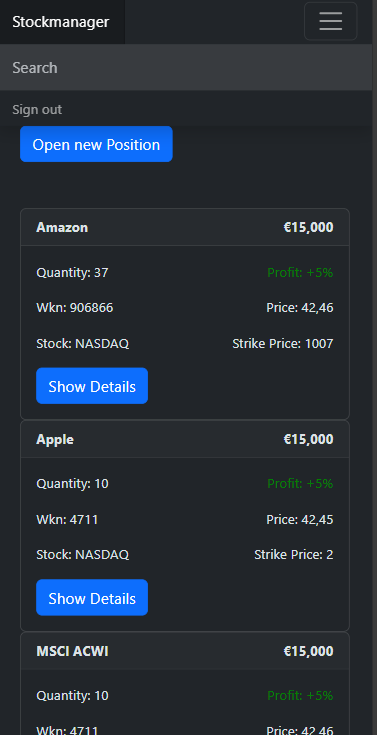 Stockmanager
Search
Sign out
Open new Position
Amazon €15,000
Quantity: 37 Profit: +5%
Wkn: 906866 Price: 42,46
Stock: NASDAQ Strike Price: 1007
Show Details
Apple €15,000
Quantity: 10 Profit: +5%
Wkn: 4711 Price: 42,45
Stock: NASDAQ Strike Price: 2
Show Details
MSCI ACWI €15,000
Quantity: 10 Profit: +5%
Wkn: 4711 Price: 42,46